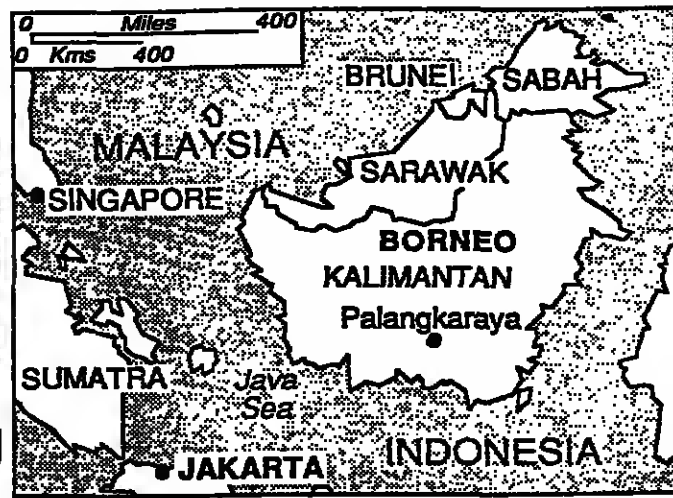 0 Miles 400
0 Kms 400
BRUNEI
SABAH
MALAYSIA
SARAWAK
SINGAPORE
BORNEO
KALIMANTAN
Palangkaraya
SUMATRA
Java
Sea
INDONESIA
JAKARTA